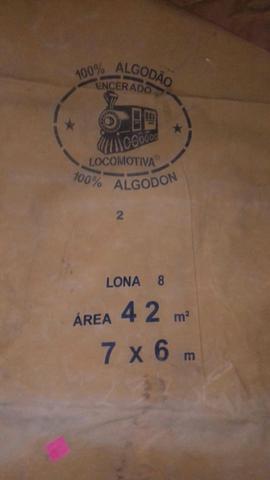 100% ALGODÃO
ENCERADO
LOCOMOTIVA®
100% ALGODON
2
LONA 8
ÁREA 42 m²
7 x 6 m